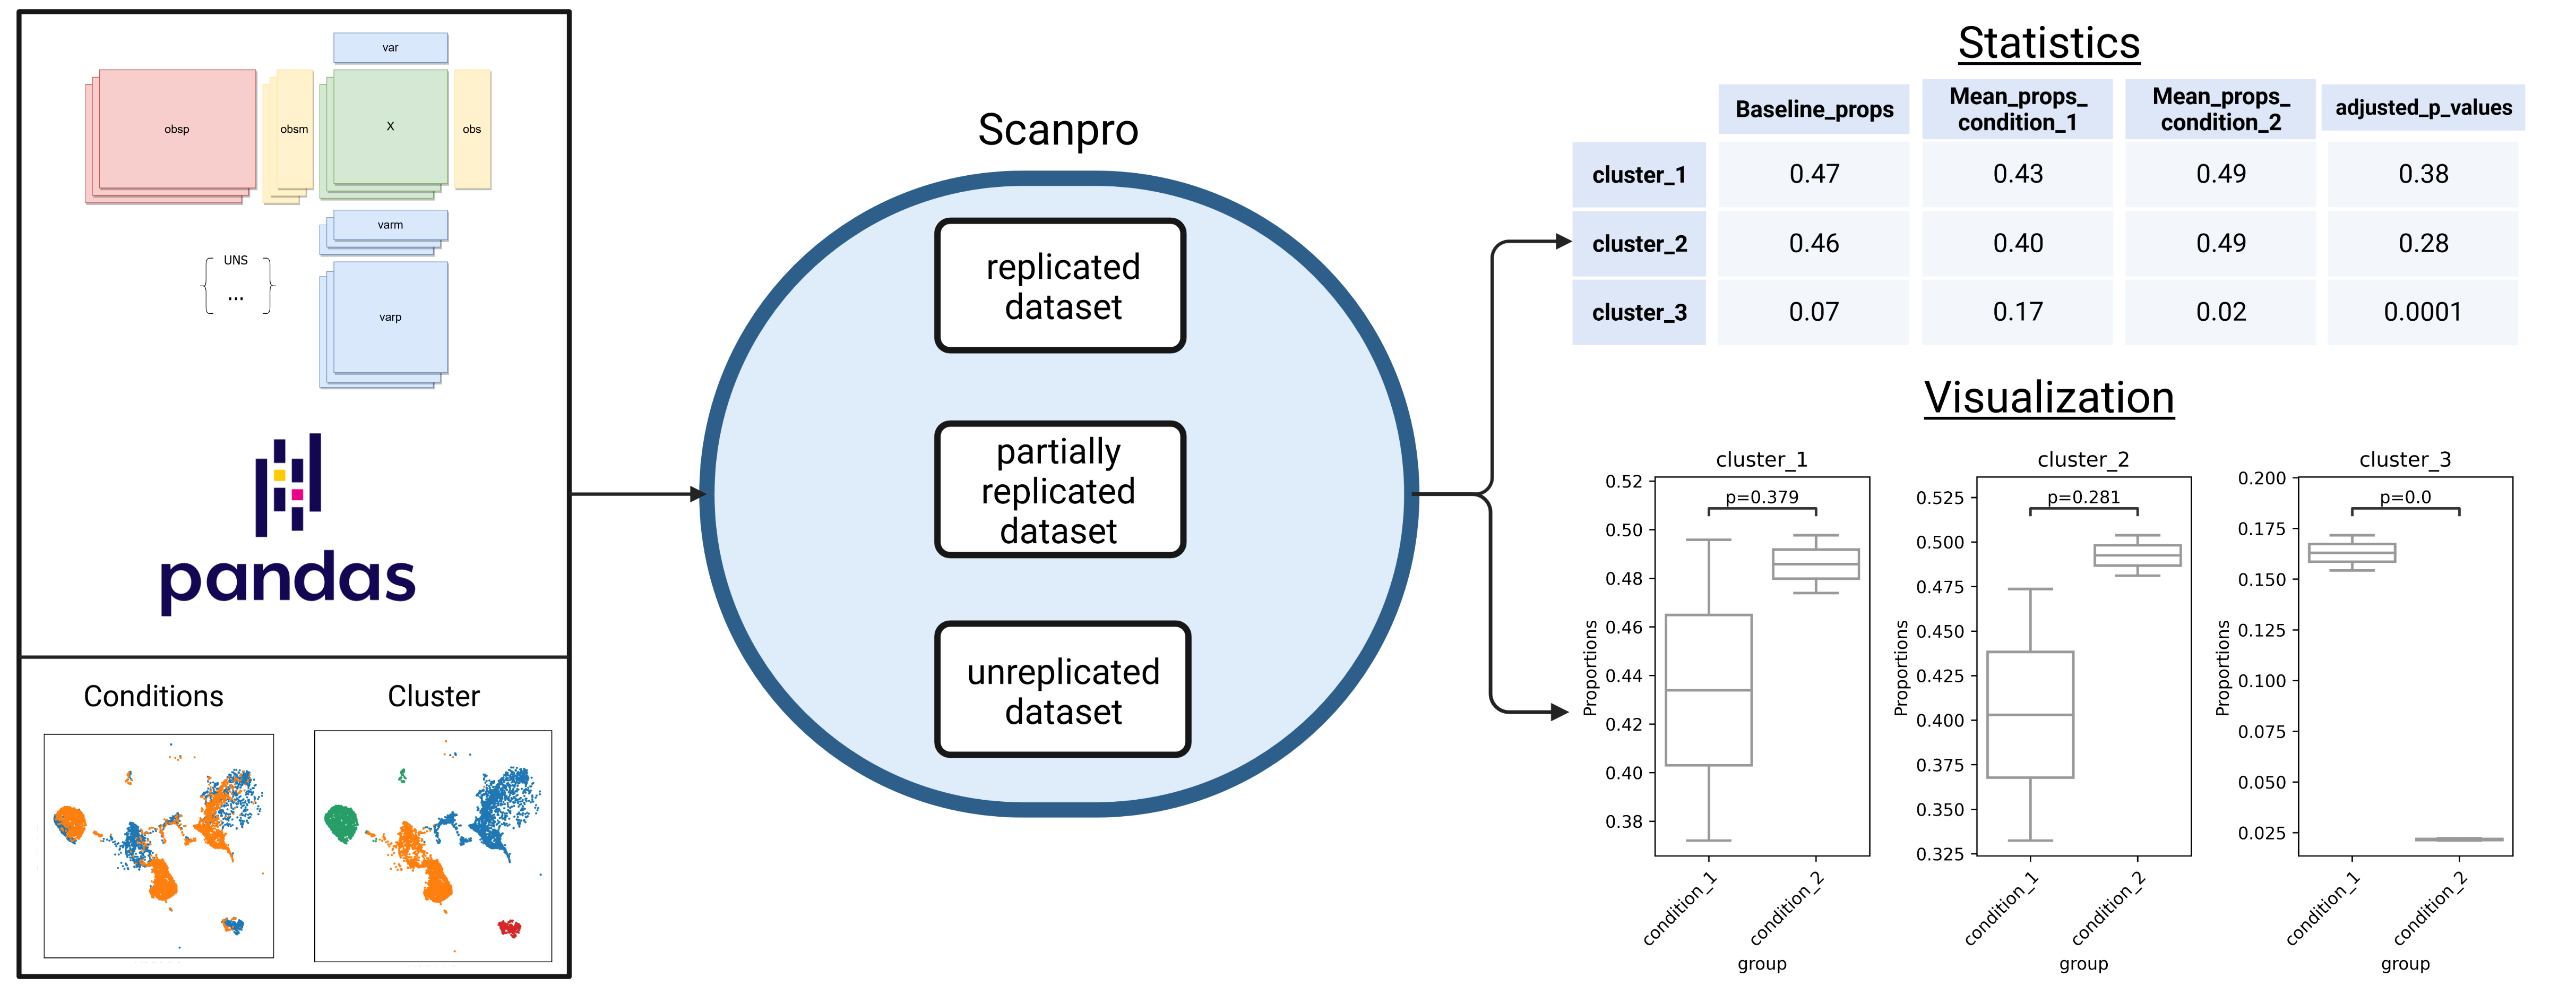 var
obsp
obsm
X
obs
varm
UNS
...
varp
pandas
Conditions
Cluster
Scanpro
replicated
dataset
partially
replicated
dataset
unreplicated
dataset
Statistics
Baseline_props
Mean_props_
condition_1
Mean_props_
condition_2
adjusted_p_values
cluster_1 0.47 0.43 0.49 0.38
cluster_2 0.46 0.40 0.49 0.28
cluster_3 0.07 0.17 0.02 0.0001
Visualization
cluster_1
p=0.379
0.52
0.50
0.48
0.46
0.44
0.42
0.40
0.38
Proportions
condition_1
condition_2
group
cluster_2
p=0.281
0.525
0.500
0.475
0.450
0.425
0.400
0.375
0.350
0.325
Proportions
condition_1
condition_2
group
cluster_3
p=0.0
0.200
0.175
0.150
0.125
0.100
0.075
0.050
0.025
Proportions
condition_1
condition_2
group